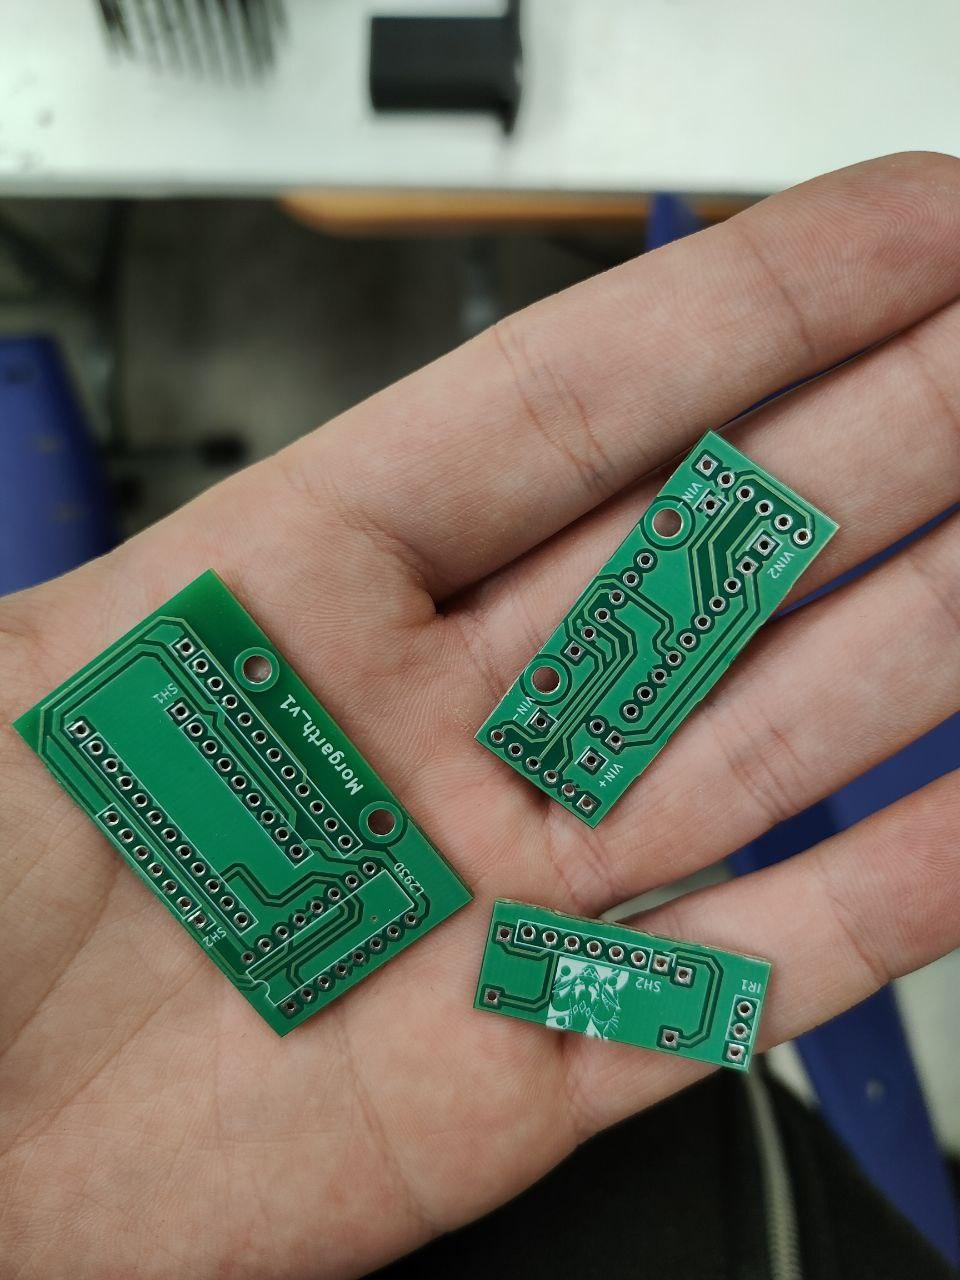 SH1
Morgarth_v1
L293D
SH2
VIN-
VIN2
VIN-
VIN+
SH2
IR1